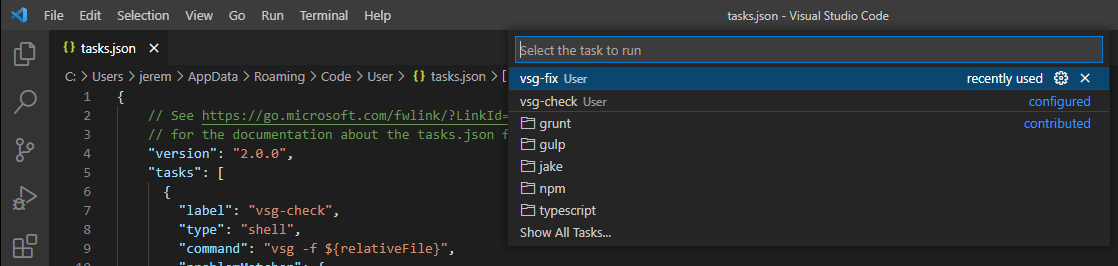 File Edit Selection View Go Run Terminal Help tasks.json - Visual Studio Code
tasks.json
C: > Users > jerem > AppData > Roaming > Code > User > {} tasks.json > [
Select the task to run
vsg-fix User recently used
vsg-check User configured
grunt contributed
gulp
jake
npm
typescript
Show All Tasks...
1 {
2 // See https://go.microsoft.com/fwlink/?LinkId=
3 // for the documentation about the tasks.json f
4 "version": "2.0.0",
5 "tasks": [
6 {
7 "label": "vsg-check",
8 "type": "shell",
9 "command": "vsg -f ${relativeFile}",
10 "problemMatcher": {